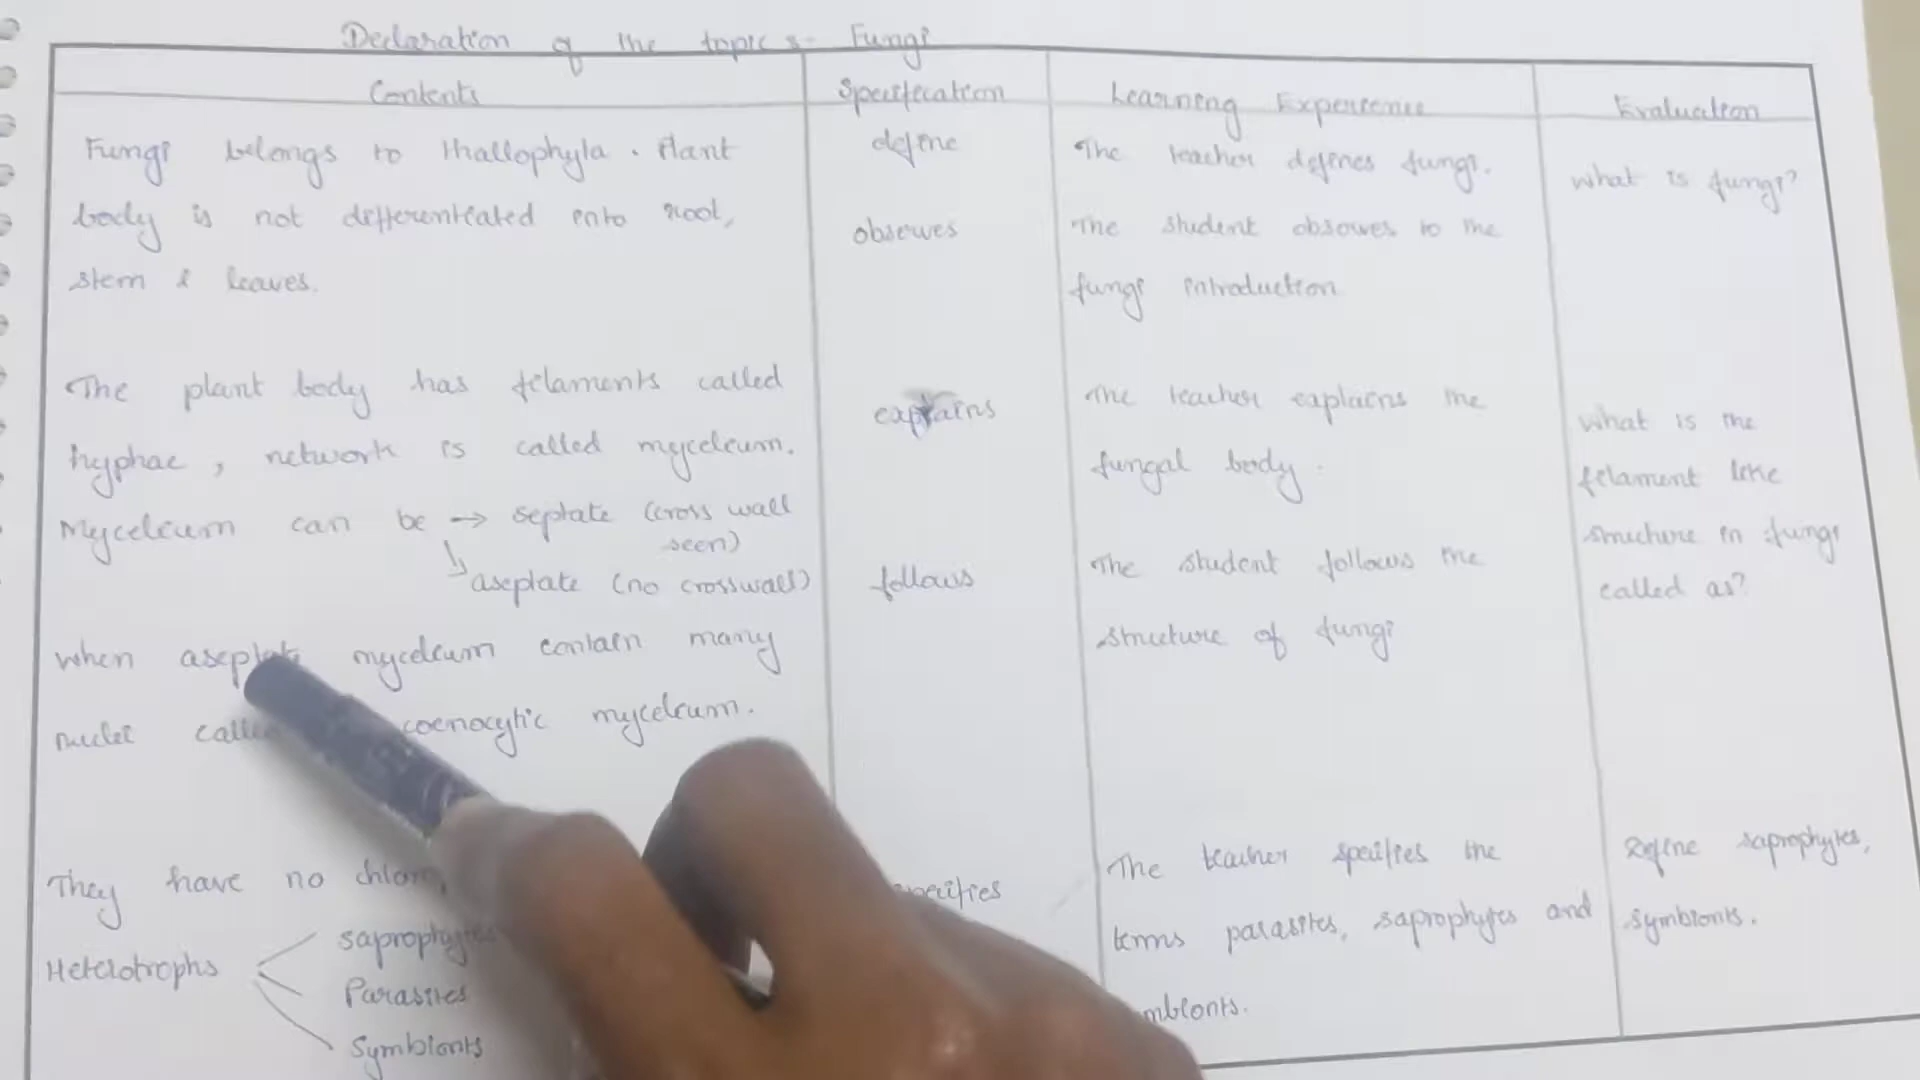 Declaration of the topic :- Fungi
Contents
Specification
Learning Experience
Evaluation
Fungi belongs to thallophyla . Plant
body is not differentiated into root,
stem & leaves.
define
observes
The teacher defines fungi.
The student observes to the
fungi introduction
what is fungi?
The plant body has filaments called
hyphae , network is called mycelium.
Mycelium can be → septate (cross wall
seen)
aseptate (no crosswall)
When aseptate mycelium contain many
nuclei coenocytic mycelium.
explains
follows
The teacher explains the
fungal body .
The student follows the
structure of fungi
What is the
filament like
structure in fungi
called as?
They have no
Heterotrophs
saprophytes
Parasites
Symbionts
specifies
The teacher specifies the
terms parasites, saprophytes and
Define saprophytes,
symbionts.